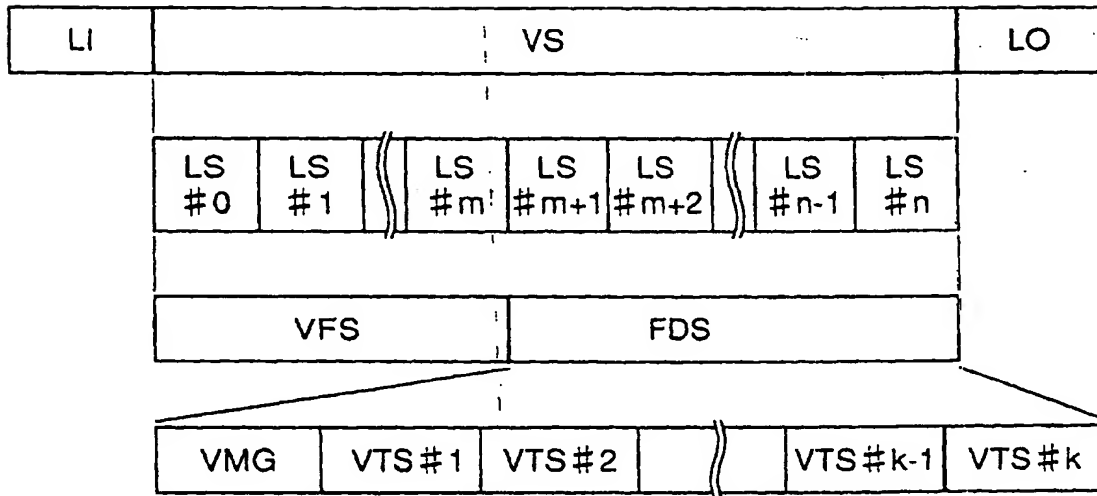 LI VS LO
LS LS LS LS LS LS LS
#0 #1 #m #m+1 #m+2 #n-1 #n
VFS FDS
VMG VTS#1 VTS#2 VTS#k-1 VTS#k